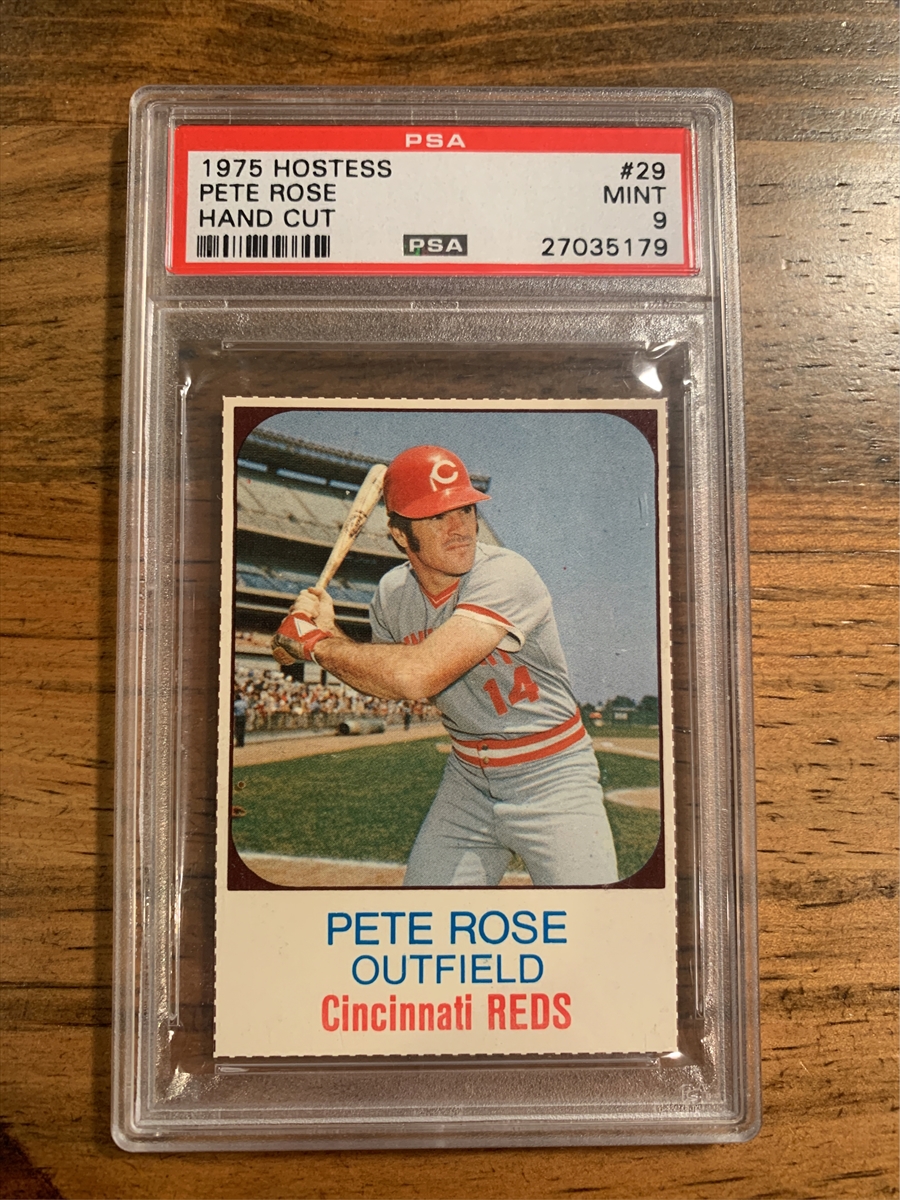 PSA
1975 HOSTESS #29
PETE ROSE MINT
HAND CUT 9
PSA 27035179
C
14
PETE ROSE
OUTFIELD
Cincinnati REDS